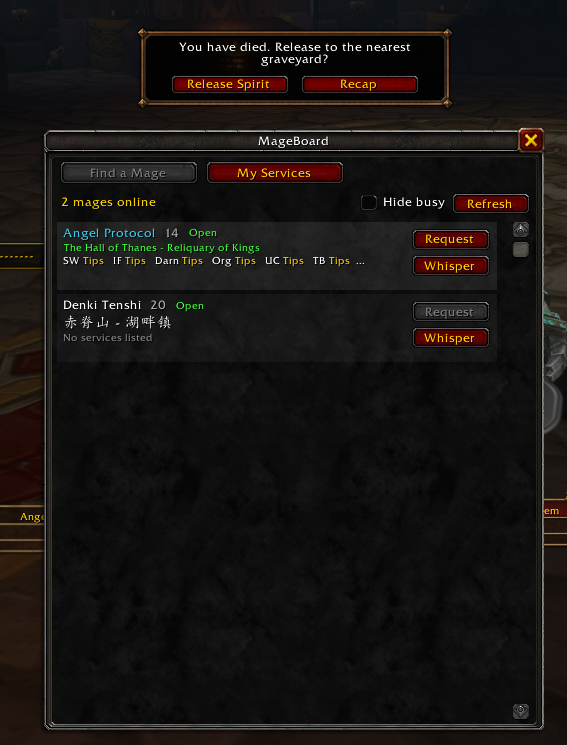 You have died. Release to the nearest
graveyard?
Release Spirit Recap
MageBoard
Find a Mage My Services
2 mages online Hide busy Refresh
Angel Protocol 14 Open
Request
The Hall of Thanes - Reliquary of Kings
SW Tips IF Tips Darn Tips Org Tips UC Tips TB Tips ...
Whisper
Denki Tenshi 20 Open
Request
赤脊山 - 湖畔鎮
No services listed
Whisper
Ange
em